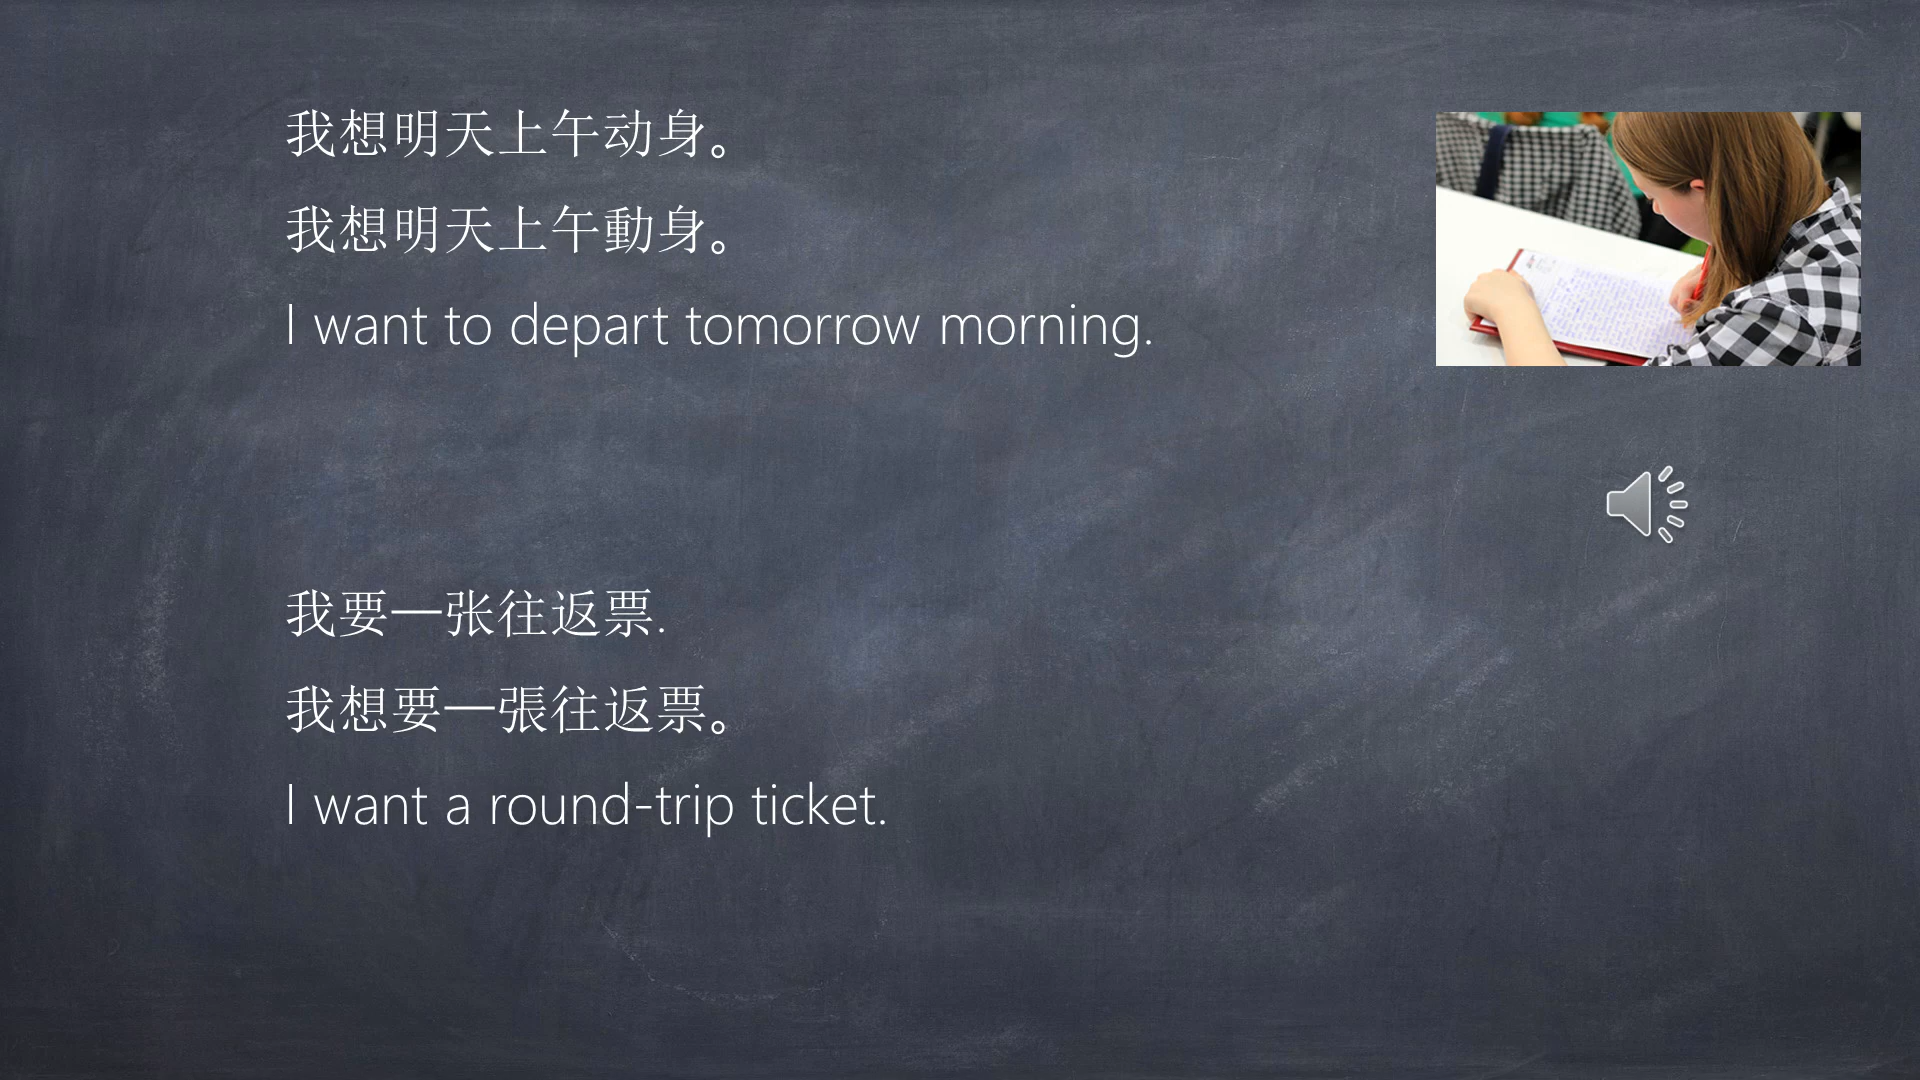 我想明天上午动身。
我想明天上午動身。
I want to depart tomorrow morning.
我要一张往返票.
我想要一張往返票。
I want a round-trip ticket.